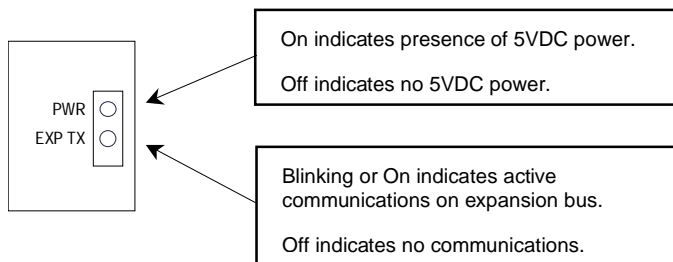 On indicates presence of 5VDC power.
Off indicates no 5VDC power.
PWR
EXP TX
Blinking or On indicates active
communications on expansion bus.
Off indicates no communications.